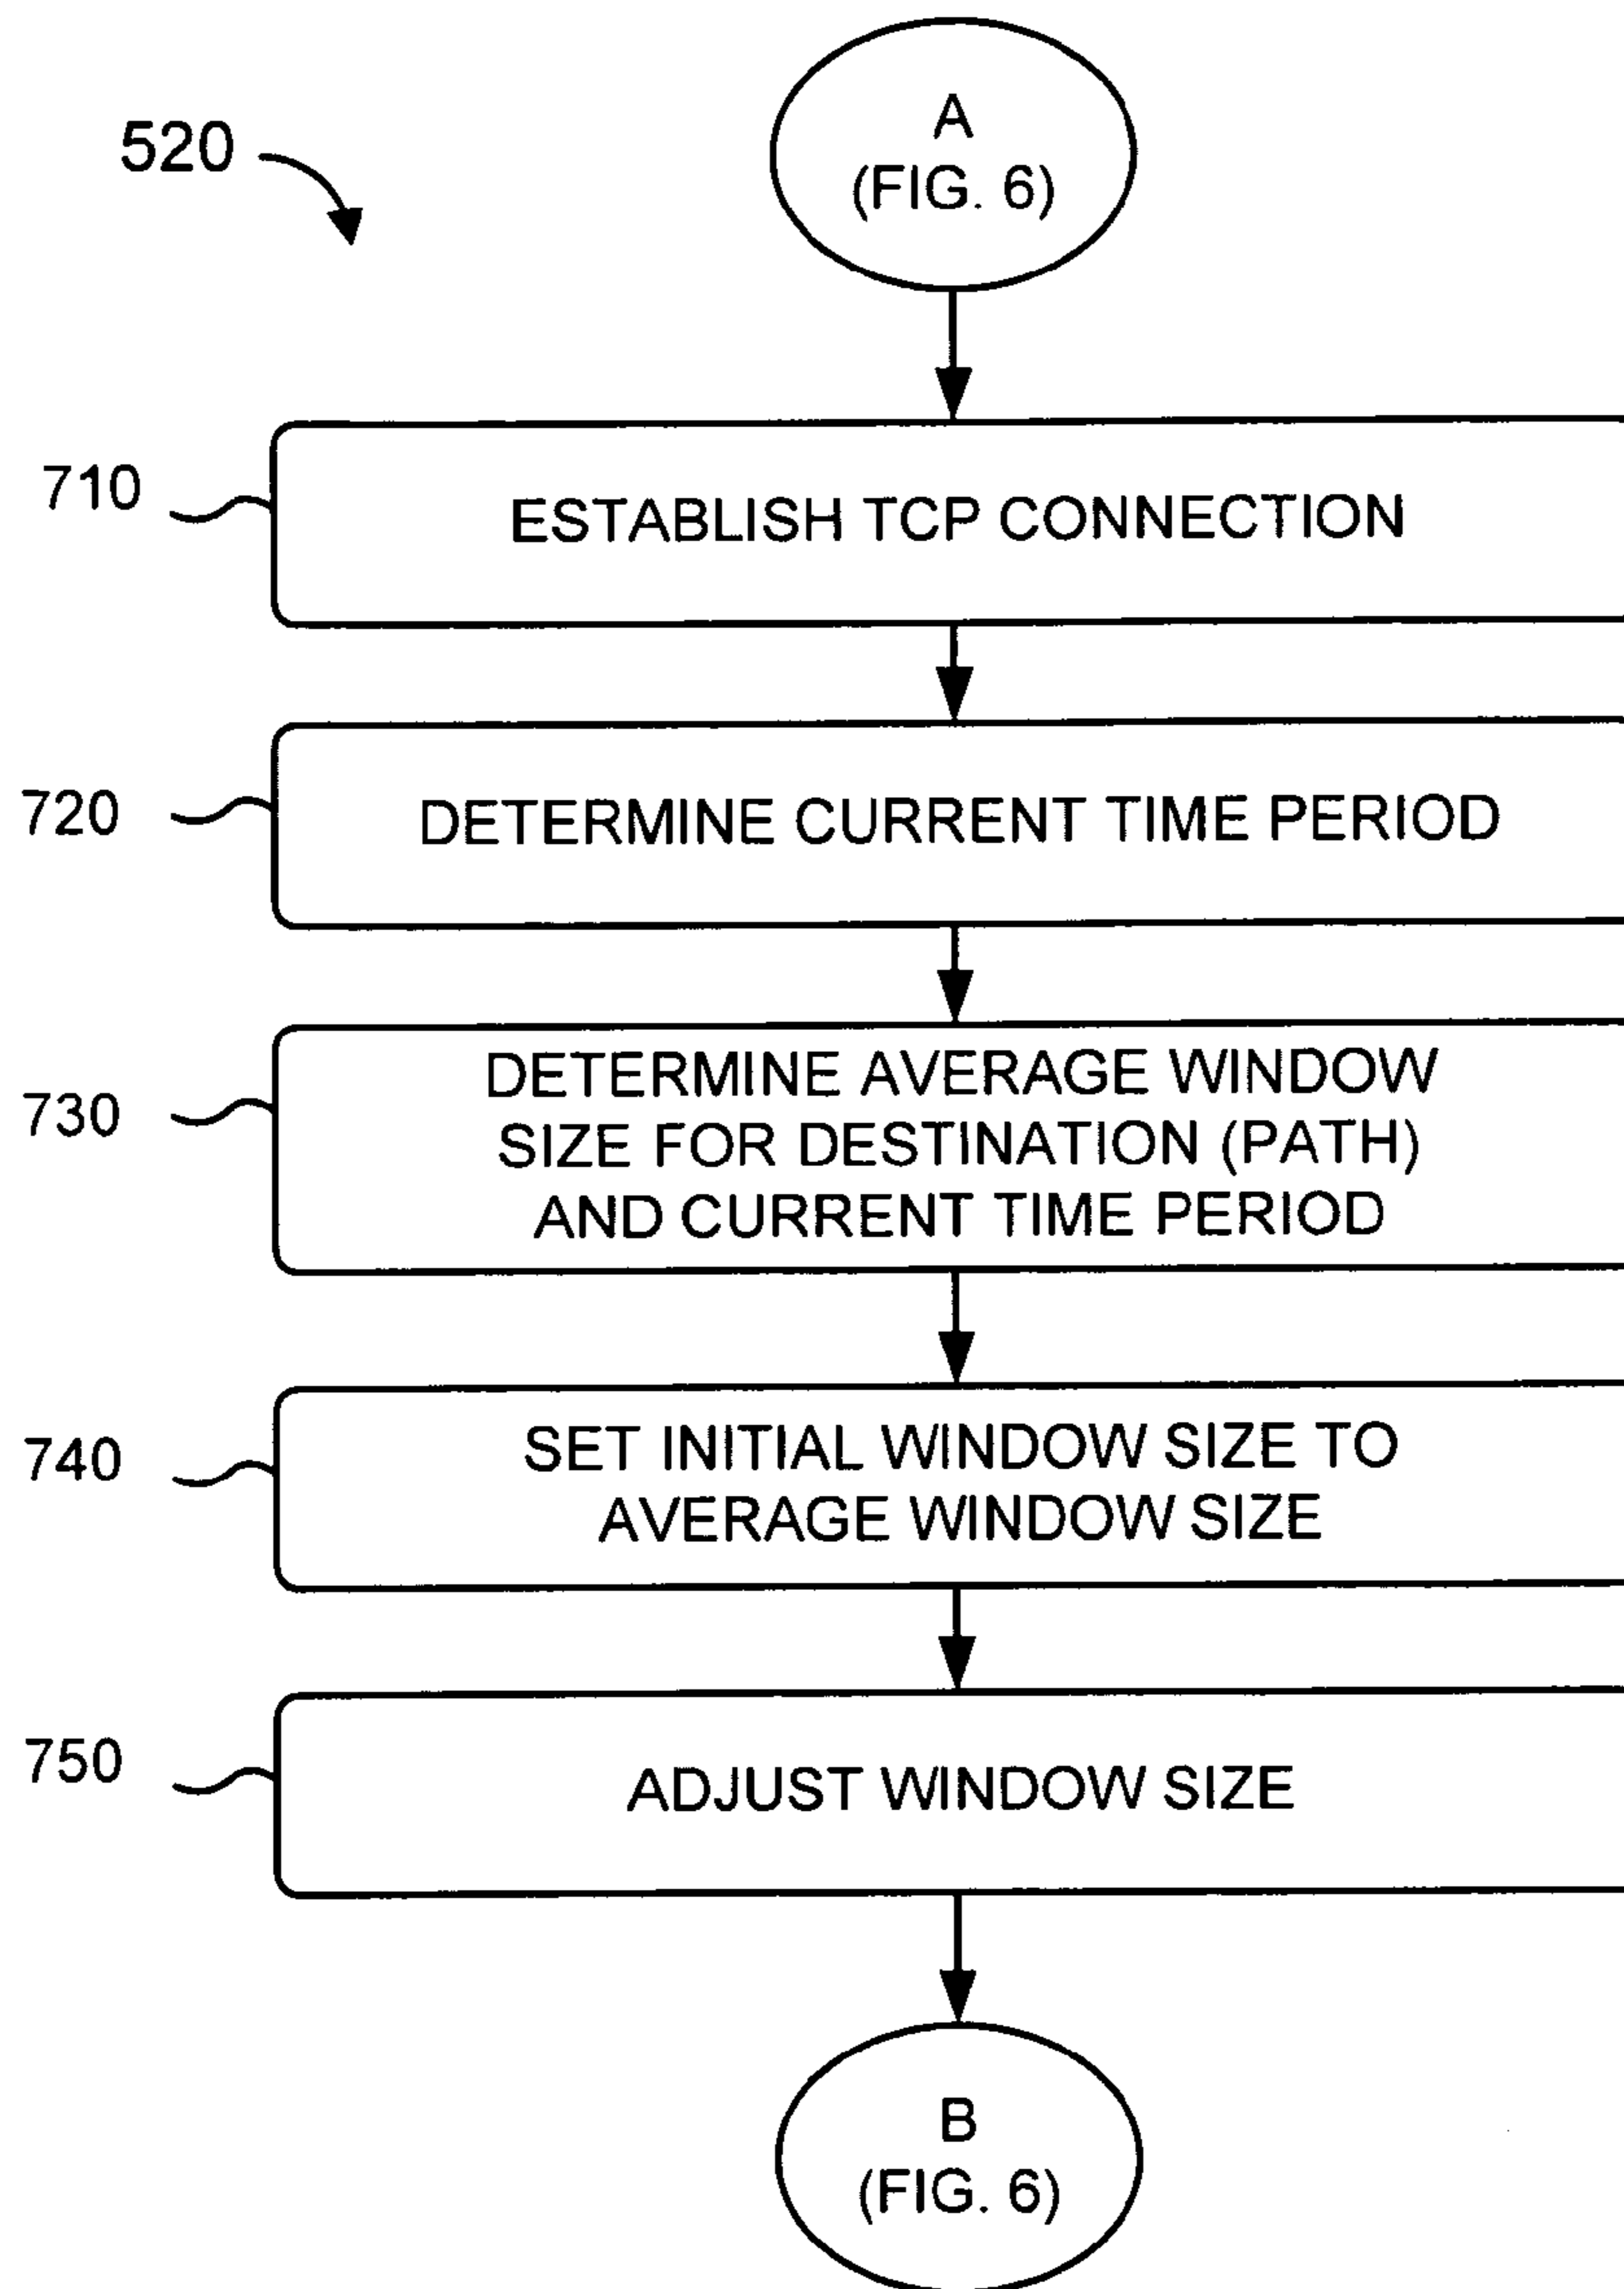 520
A
(FIG. 6)
710
ESTABLISH TCP CONNECTION
720
DETERMINE CURRENT TIME PERIOD
730
DETERMINE AVERAGE WINDOW
SIZE FOR DESTINATION (PATH)
AND CURRENT TIME PERIOD
740
SET INITIAL WINDOW SIZE TO
AVERAGE WINDOW SIZE
750
ADJUST WINDOW SIZE
B
(FIG. 6)